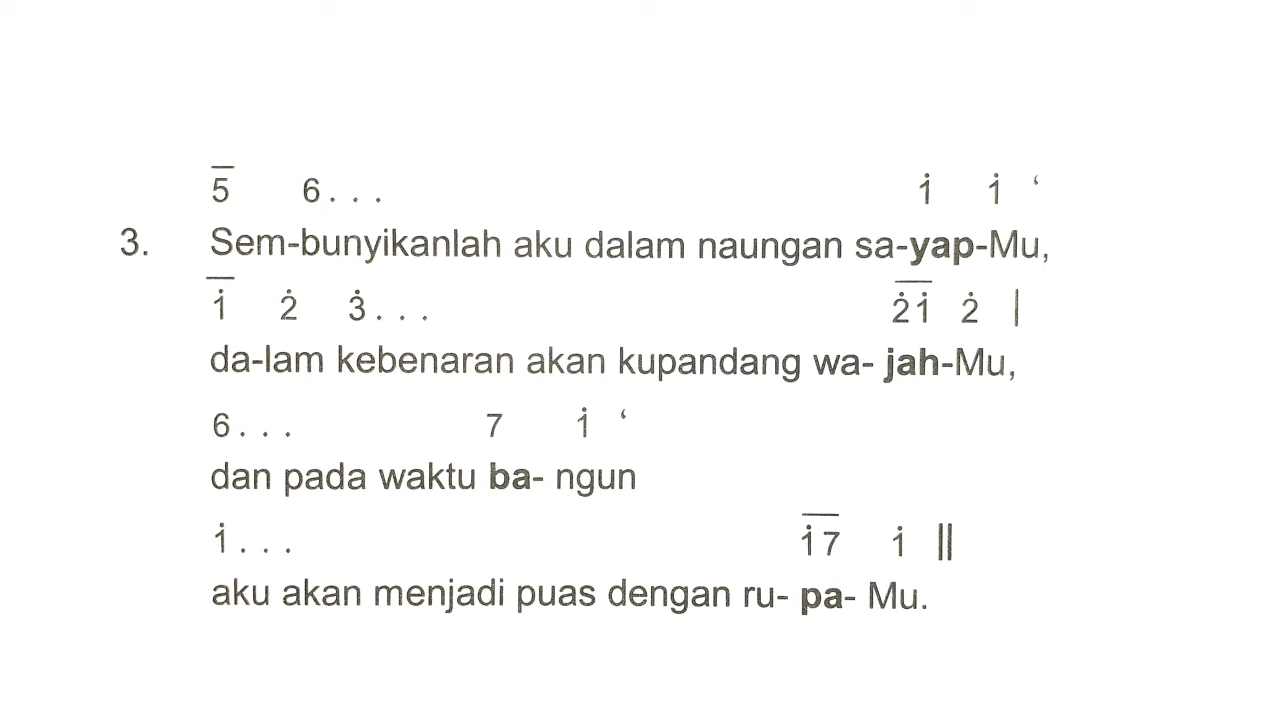 5 6 . . . i i ‘
3. Sem-bunyikanlah aku dalam naungan sa-yap-Mu,
1̇ 2̇ 3̇ . . . 2̇1̇ 2̇ |
da-lam kebenaran akan kupandang wa- jah-Mu,
6 . . . 7 1̇ ‘
dan pada waktu ba- ngun
1̇ . . . 1̇7 1̇ ||
aku akan menjadi puas dengan ru- pa- Mu.